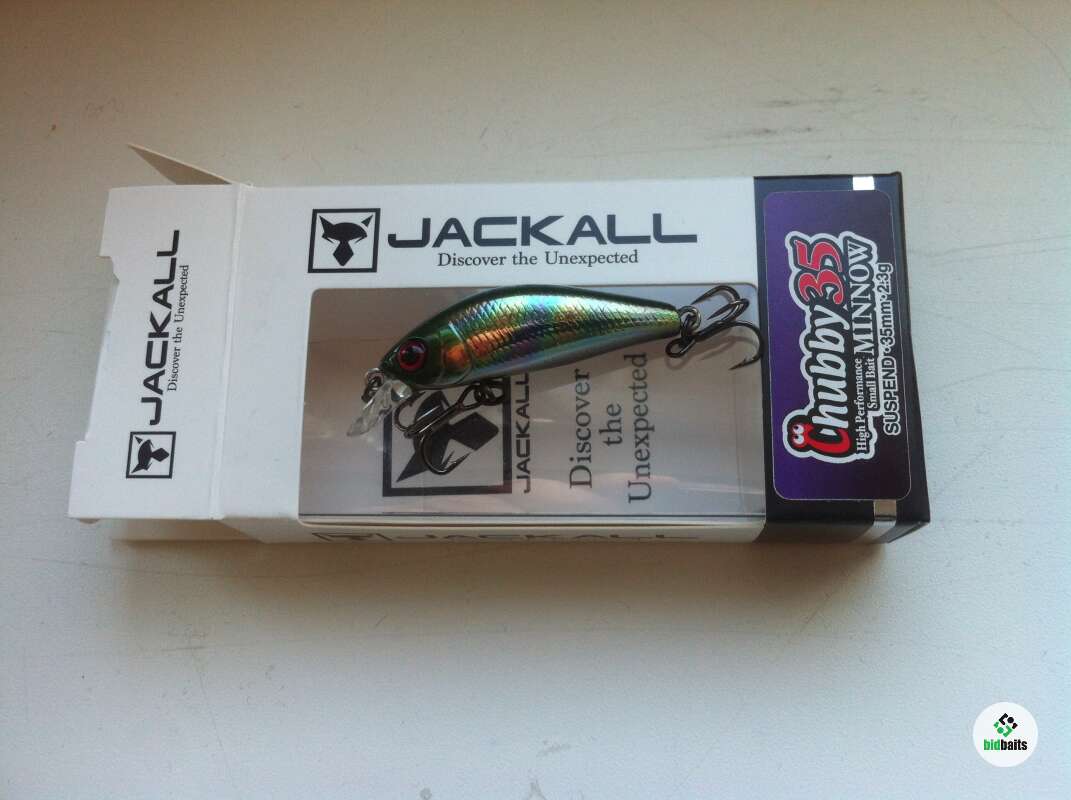 JACKALL
Discover the Unexpected
JACKALL
Discover the Unexpected
JACKALL
Discover
the
Unexpected
Chubby35
High Performance
Small Bait MINNOW
SUSPEND•35mm•2.3g
JACKALL
bidbaits